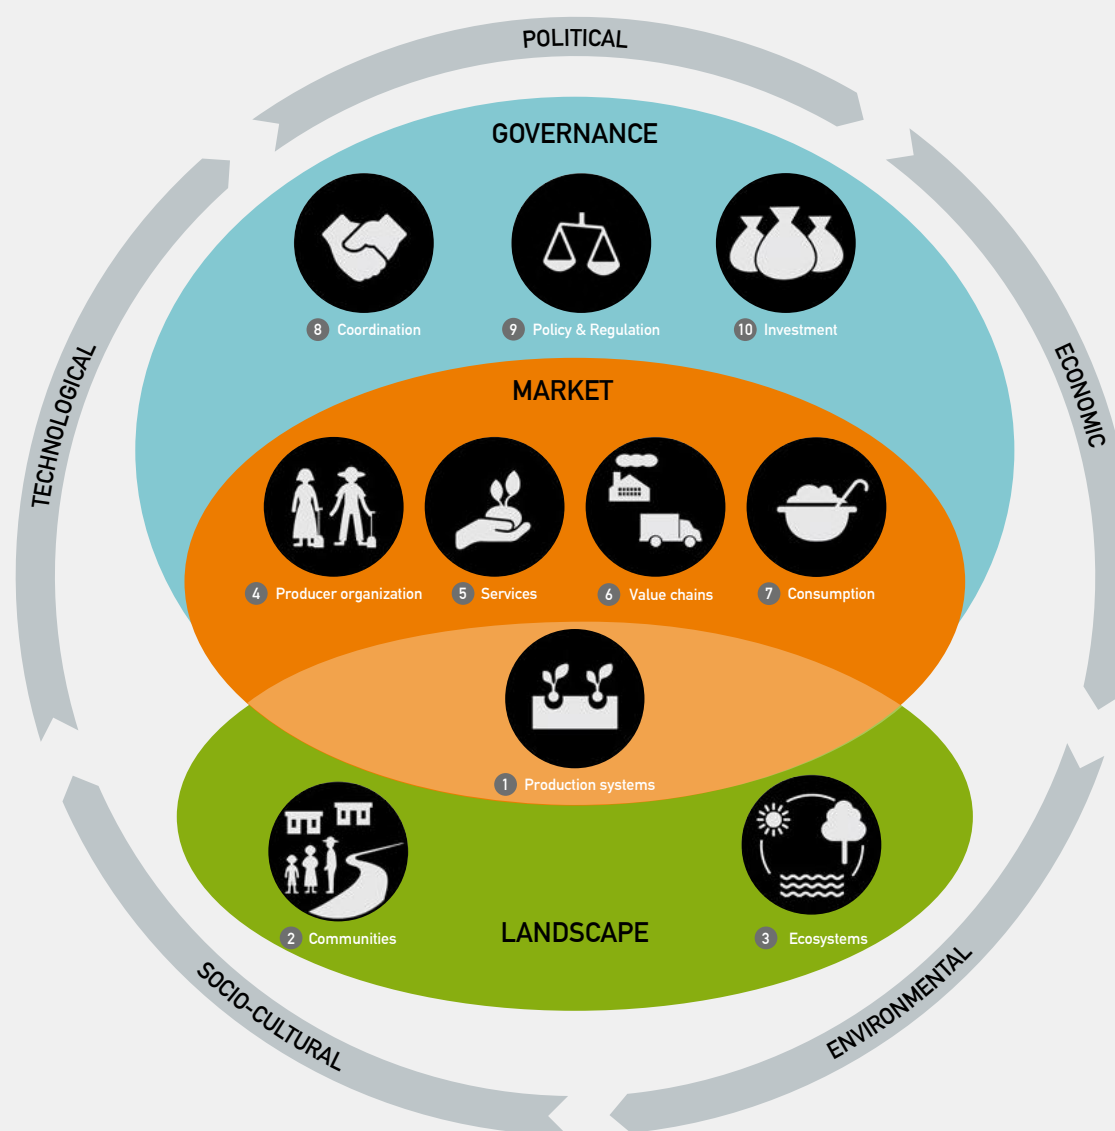 POLITICAL
GOVERNANCE
8 Coordination
9 Policy & Regulation
10 Investment
TECHNOLOGICAL
ECONOMIC
MARKET
4 Producer organization
5 Services
6 Value chains
7 Consumption
1 Production systems
2 Communities
LANDSCAPE
3 Ecosystems
SOCIO-CULTURAL
ENVIRONMENTAL